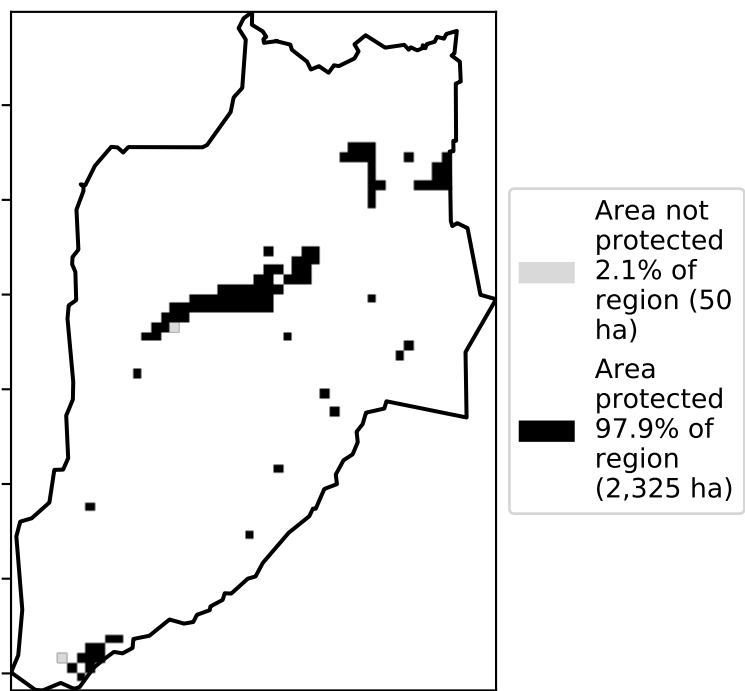 Area not
protected
2.1% of
region (50
ha)
Area
protected
97.9% of
region
(2,325 ha)